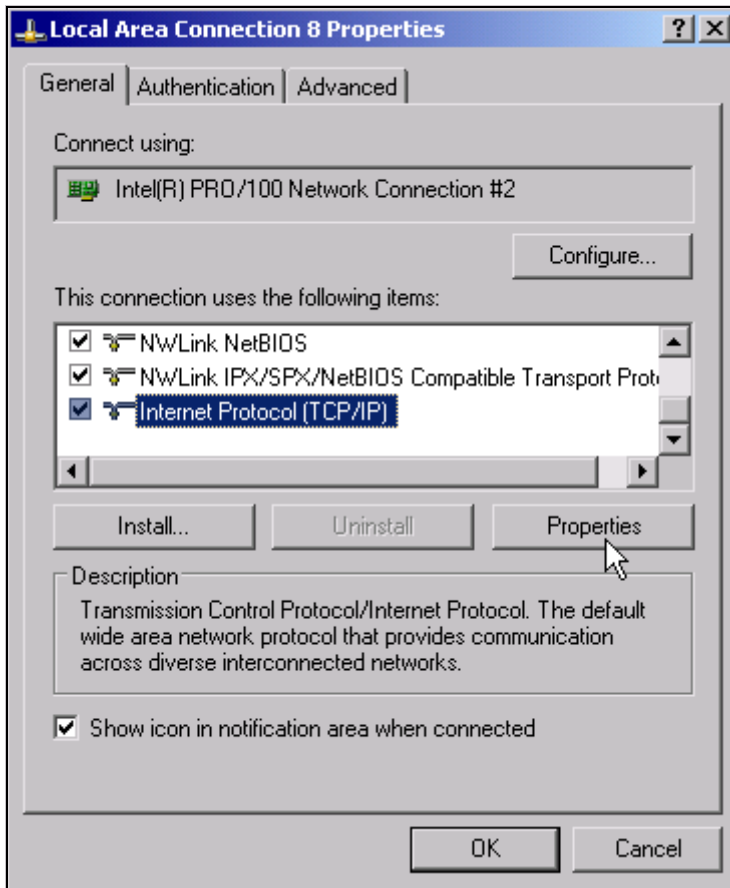 Local Area Connection 8 Properties
General Authentication Advanced
Connect using:
Intel(R) PRO/100 Network Connection #2
Configure...
This connection uses the following items:
NWLink NetBIOS
NWLink IPX/SPX/NetBIOS Compatible Transport Prot
Internet Protocol (TCP/IP)
Install... Uninstall Properties
Description
Transmission Control Protocol/Internet Protocol. The default
wide area network protocol that provides communication
across diverse interconnected networks.
Show icon in notification area when connected
OK Cancel